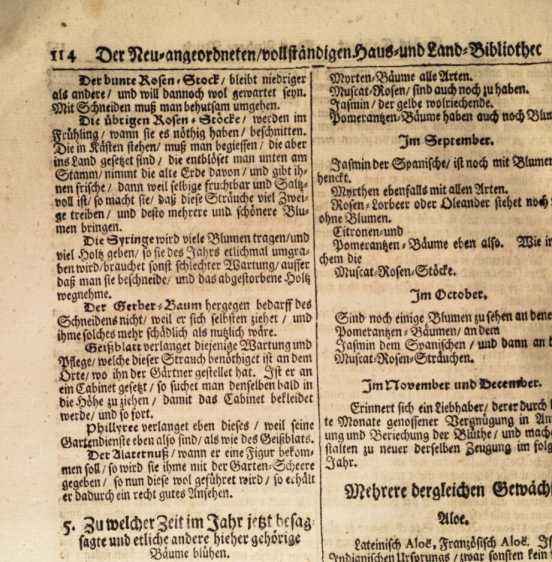 114 Der Neu-angeordneten/vollständigen Haus-und Land-Bibliothec
Der bunte Rosen-Stock/ bleibt niedriger
als andere/ und will dannoch wol gewartet seyn.
Mit Schneiden muß man behutsam umgehen.
Die übrigen Rosen-Stöcke/ werden im
Frühling/ wann sie es nöthig haben/ beschnitten.
Die in Kästen stehen/ muß man begiessen/ die aber
ins Land gesetzet sind/ die entblöset man unten am
Stamm/ nimmt die alte Erde davon/ und gibt ih-
nen frische/ dann weil selbige fruchtbar und Saltz-
voll ist/ so macht sie/ daß diese Sträuche viel Zwei-
ge treiben/ und desto mehrere und schönere Blu-
men bringen.
Die Syringe wird viele Blumen tragen/und
viel Holtz geben/ so sie des Jahrs etlichmal umgra-
ben wird/brauchet sonst schlechter Wartung/ ausser
daß man sie beschneide/ und das abgestorbene Holtz
wegnehme.
Der Gerber-Baum hergegen bedarff des
Schneidens nicht/ weil er sich selbsten ziehet/ und
ihme solches mehr schädlich als nutzlich wäre.
Geißblatt verlanget diejenige Wartung und
Pflege/ welche dieser Strauch benöthiget ist an dem
Orte/ wo ihn der Gärtner gestellet hat. Ist er an
ein Cabinet gesetzt/ so suchet man denselben bald in
die Höhe zu ziehen/ damit das Cabinet bekleidet
werde/ und so fort.
Phillyree verlanget eben dieses/ weil seine
Gartendienste eben also sind/ als wie des Geißblats.
Der Alaternuß/ wann er eine Figur bekom-
men soll/ so wird sie ihme mit der Garten-Scheere
gegeben/ so nun diese wol geführet wird/ so erhält
er dadurch ein recht gutes Ansehen.
5. Zu welcher Zeit im Jahr jetzt besag-
sagte und etliche andere hieher gehörige
Bäume blühen.
Myrten-Bäume alle Arten.
Muscat-Rosen/ sind auch noch zu haben.
Jasmin/ der gelbe wolriechende.
Pomerantzen-Bäume haben auch noch
Im September.
Jasmin der Spanische/ ist noch mit Blumen
henckt.
Myrthen ebenfalls mit allen Arten.
Rosen-Lorbeer oder Oleander stehet noch
ohne Blumen.
Citronen-und
Pomerantzen-Bäume eben also. Wie
chem die
Muscat-Rosen-Stöcke.
Im October.
Sind noch einige Blumen zu sehen an
Pomerantzen-Bäumen/ an dem
Jasmin dem Spanischen/ und dann an
Muscat-Rosen-Sträuchen.
Im November und December.
Erinnert sich ein Liebhaber/ derer durch
te Monate genossener Vergnügung in
ung und Beriechung der Blüthe/ und
stalten zu neuer derselben Zeugung im
Jahr.
Mehrere dergleichen
Aloe.
Lateinisch Aloë, Französisch Aloë.
Indianischen Ursprungs/ sonsten kein